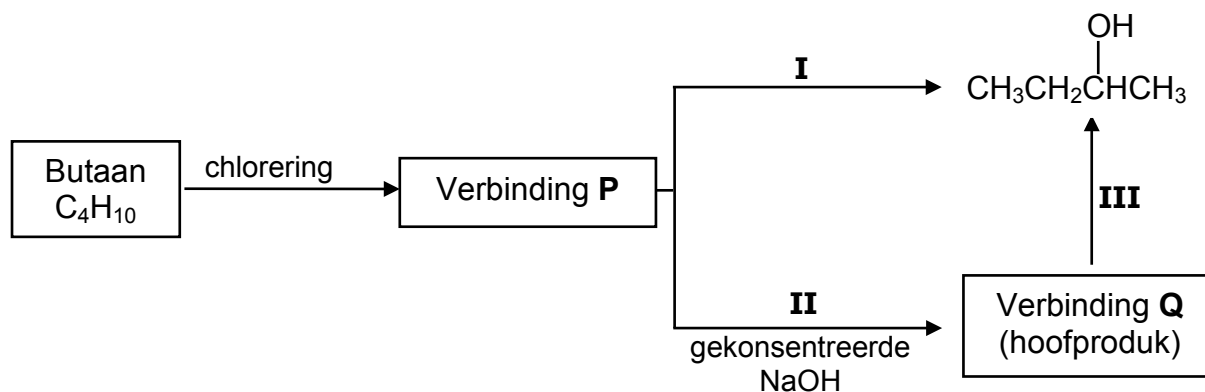 OH
I
CH₃CH₂CHCH₃
Butaan
C₄H₁₀
chlorering
Verbinding P
III
II
gekonsentreerde
NaOH
Verbinding Q
(hoofproduk)